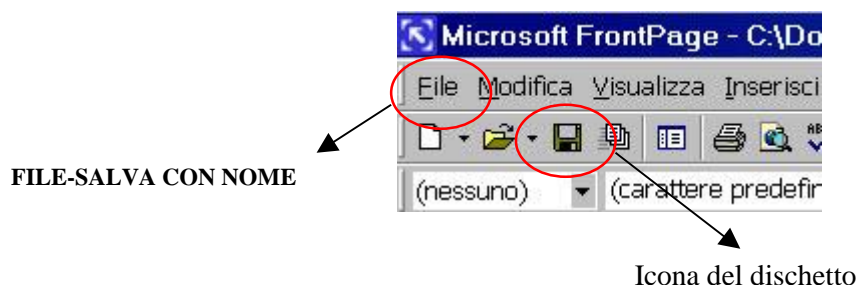 Microsoft FrontPage - C:\Do
File Modifica Visualizza Inserisci
FILE-SALVA CON NOME
(nessuno) (carattere predefin
Icona del dischetto